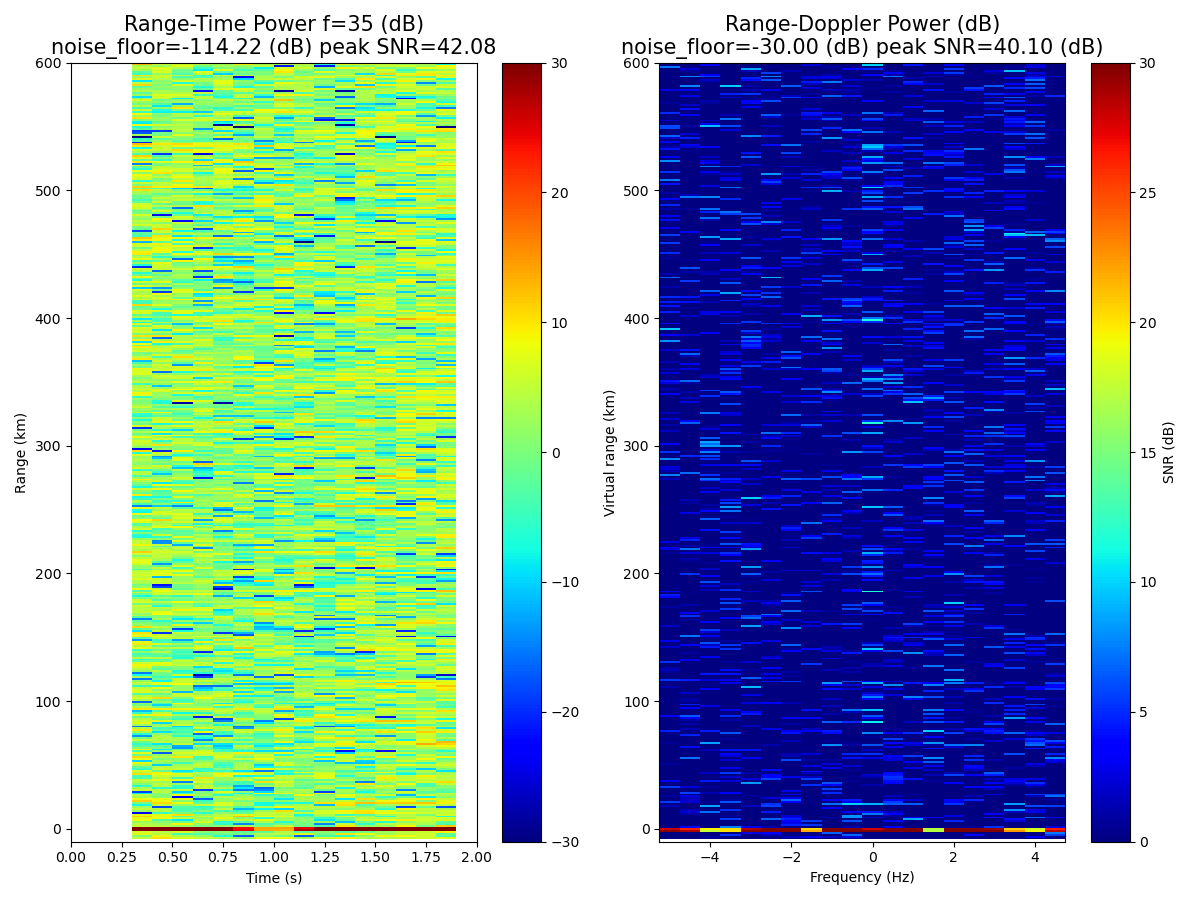 Range-Time Power f=35 (dB)
noise_floor=-114.22 (dB) peak SNR=42.08
600
500
400
300
200
100
0
Range (km)
0.00 0.25 0.50 0.75 1.00 1.25 1.50 1.75 2.00
Time (s)
30
20
10
0
−10
−20
−30
Range-Doppler Power (dB)
noise_floor=-30.00 (dB) peak SNR=40.10 (dB)
600
500
400
300
200
100
0
Virtual range (km)
−4 −2 0 2 4
Frequency (Hz)
30
25
20
15
10
5
0
SNR (dB)